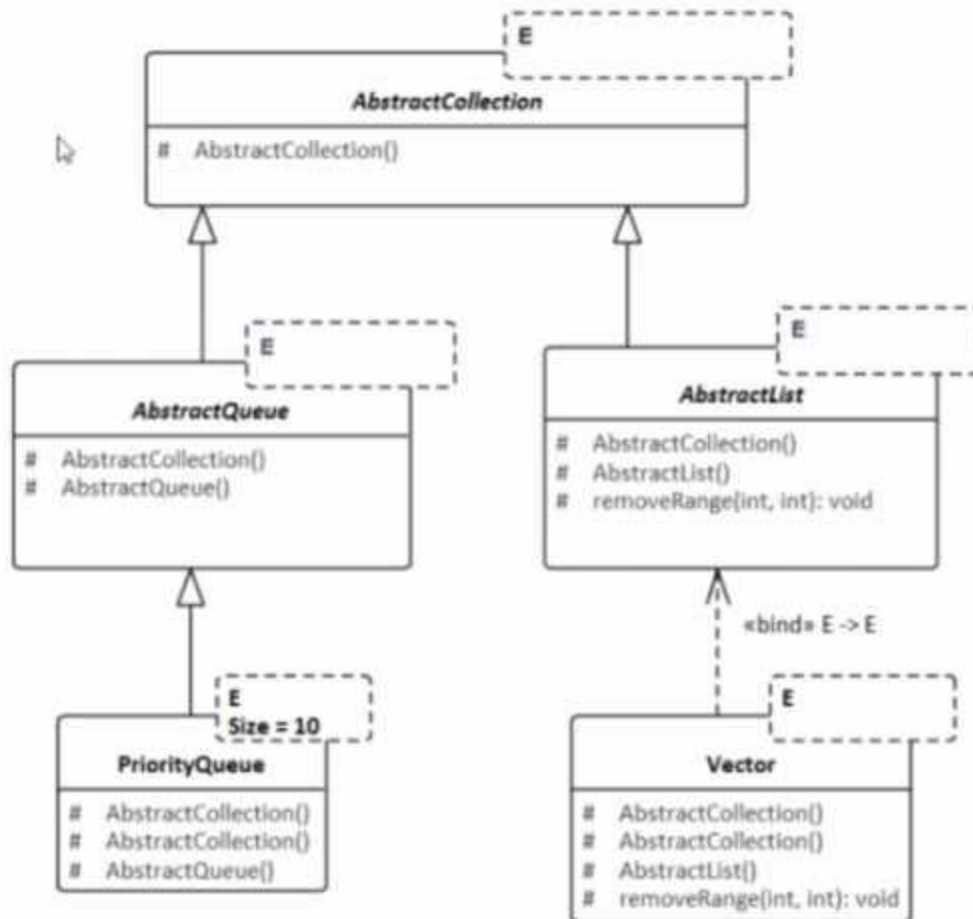 E
AbstractCollection
# AbstractCollection()
E
AbstractQueue
# AbstractCollection()
# AbstractQueue()
E
AbstractList
# AbstractCollection()
# AbstractList()
# removeRange(int, int): void
«bind» E -> E
E
Size = 10
PriorityQueue
# AbstractCollection()
# AbstractCollection()
# AbstractQueue()
E
Vector
# AbstractCollection()
# AbstractCollection()
# AbstractList()
# removeRange(int, int): void